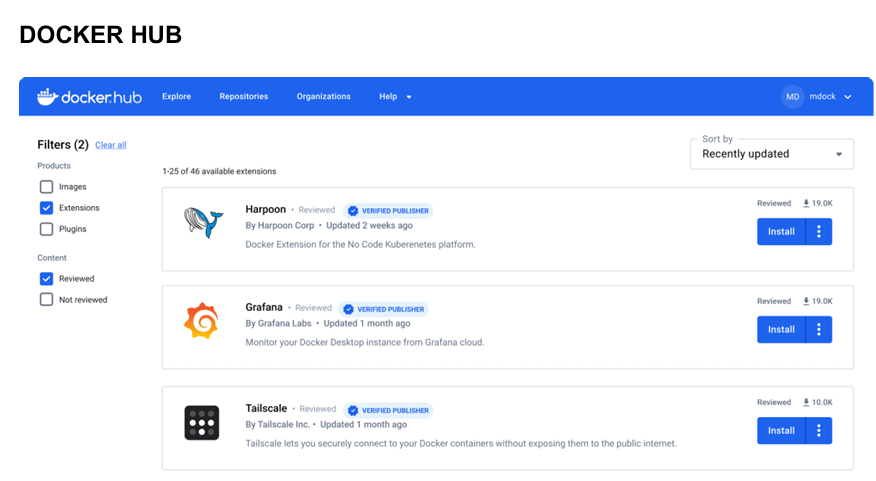 DOCKER HUB
docker.hub Explore Repositories Organizations Help MD mdock
Filters (2) Clear all
Sort by
Recently updated
Products
Images
Extensions
Plugins
Content
Reviewed
Not reviewed
1-25 of 46 available extensions
Harpoon • Reviewed VERIFIED PUBLISHER
By Harpoon Corp • Updated 2 weeks ago
Docker Extension for the No Code Kuberenetes platform.
Reviewed 19.0K
Install
Grafana • Reviewed VERIFIED PUBLISHER
By Grafana Labs • Updated 1 month ago
Monitor your Docker Desktop instance from Grafana cloud.
Reviewed 19.0K
Install
Tailscale • Reviewed VERIFIED PUBLISHER
By Tailscale Inc. • Updated 1 month ago
Tailscale lets you securely connect to your Docker containers without exposing them to the public internet.
Reviewed 10.0K
Install